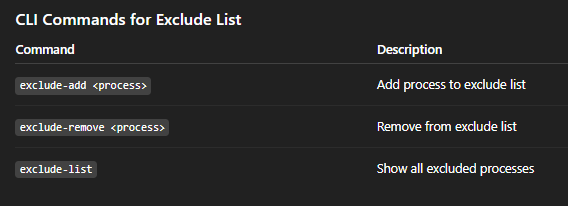 CLI Commands for Exclude List
Command Description
exclude-add <process> Add process to exclude list
exclude-remove <process> Remove from exclude list
exclude-list Show all excluded processes